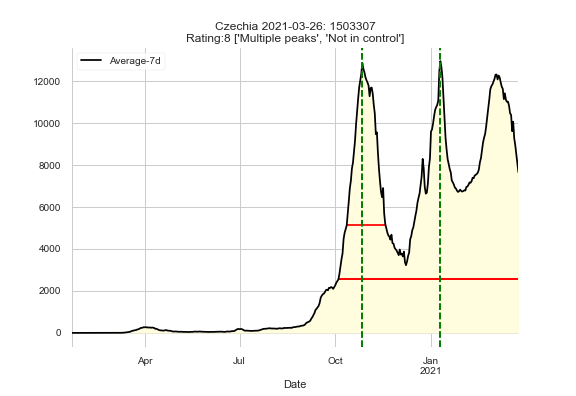 Czechia 2021-03-26: 1503307
Rating:8 ['Multiple peaks', 'Not in control']
Average-7d
12000
10000
8000
6000
4000
2000
0
Apr
Jul
Oct
Jan
2021
Date